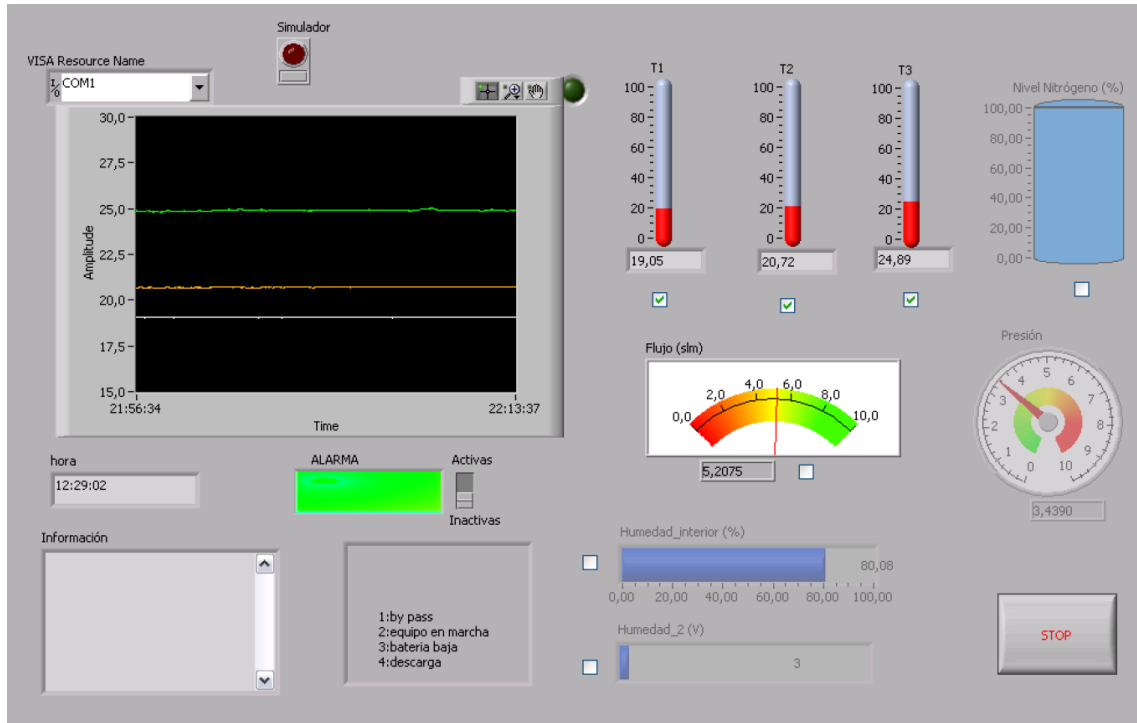 Simulador
VISA Resource Name
I/O COM1
30,0
27,5
25,0
22,5
20,0
17,5
15,0
Amplitude
21:56:34
22:13:37
Time
T1
100
80
60
40
20
0
19,05
T2
100
80
60
40
20
0
20,72
T3
100
80
60
40
20
0
24,89
Nivel Nitrógeno (%)
100,00
80,00
60,00
40,00
20,00
0,00
Flujo (slm)
0,0 2,0 4,0 6,0 8,0 10,0
5,2075
Presión
0 1 2 3 4 5 6 7 8 9 10
3,4390
hora
12:29:02
ALARMA
Activas
Inactivas
Información
1:by pass
2:equipo en marcha
3:bateria baja
4:descarga
Humedad_interior (%)
80,08
0,00 20,00 40,00 60,00 80,00 100,00
Humedad_2 (V)
3
STOP